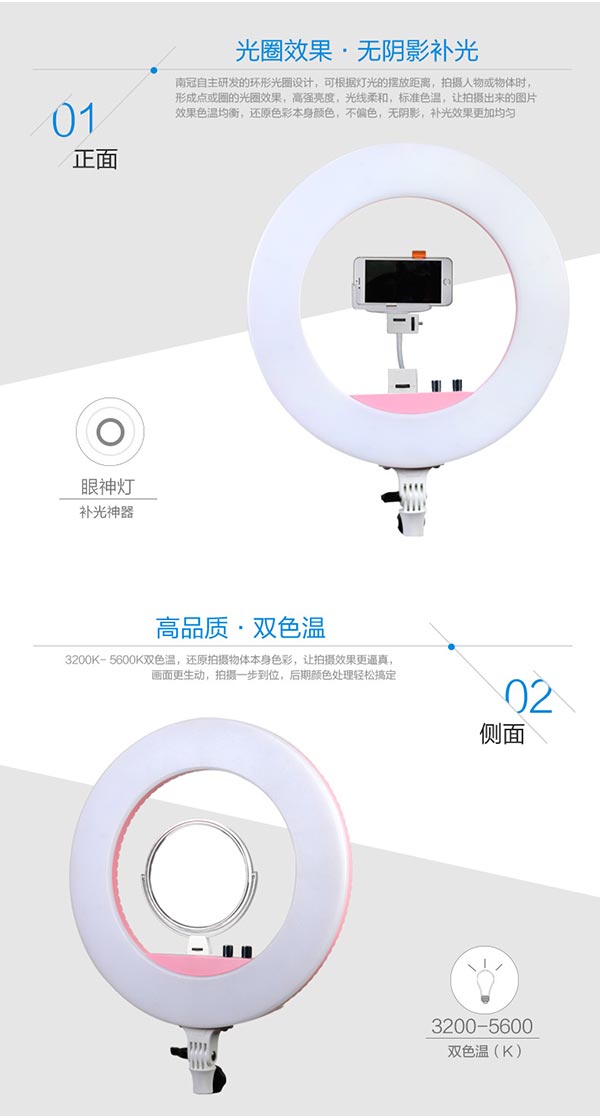 光圈效果·无阴影补光
南冠自主研发的环形光圈设计，可根据灯光的摆放距离，拍摄人物或物体时，
形成点或圈的光圈效果，高强亮度，光线柔和，标准色温，让拍摄出来的图片
效果色温均衡，还原色彩本身颜色，不偏色，无阴影，补光效果更加均匀
01
正面
眼神灯
补光神器
高品质·双色温
3200K- 5600K双色温，还原拍摄物体本身色彩，让拍摄效果更逼真，
画面更生动，拍摄一步到位，后期颜色处理轻松搞定
02
侧面
3200-5600
双色温（K）